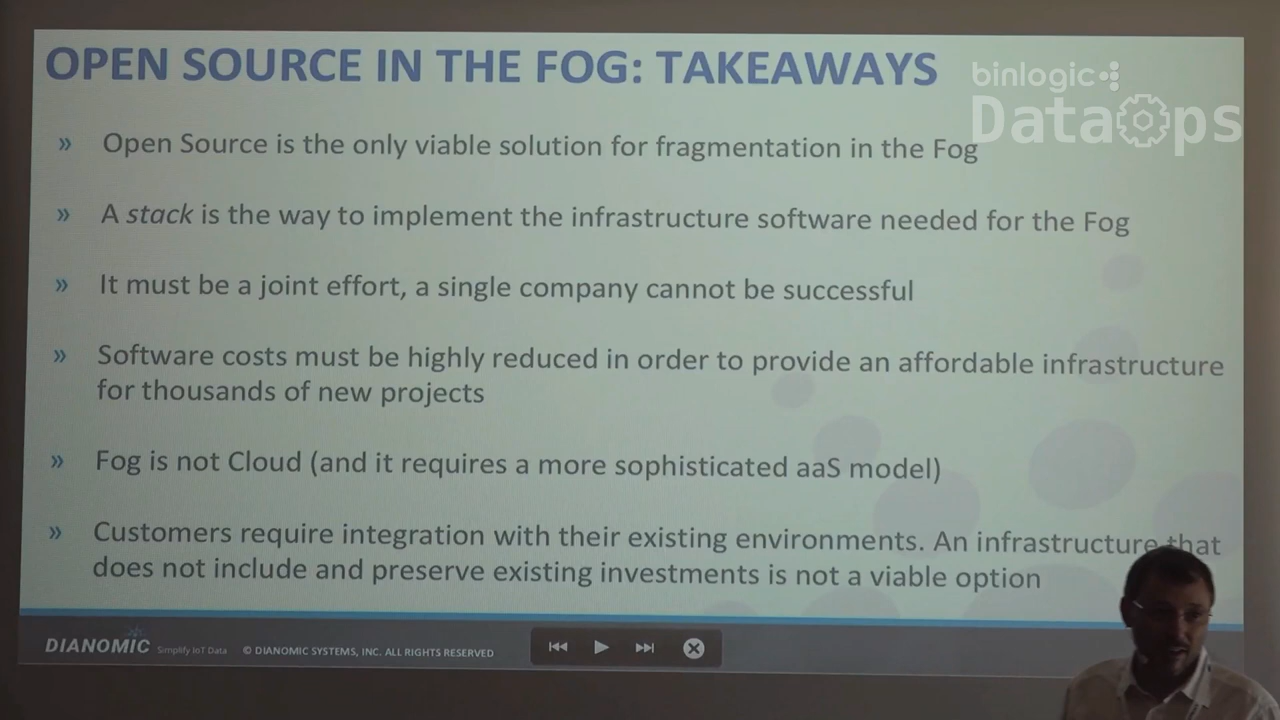 OPEN SOURCE IN THE FOG: TAKEAWAYS
binlogic
DataOps
» Open Source is the only viable solution for fragmentation in the Fog
» A stack is the way to implement the infrastructure software needed for the Fog
» It must be a joint effort, a single company cannot be successful
» Software costs must be highly reduced in order to provide an affordable infrastructure
for thousands of new projects
» Fog is not Cloud (and it requires a more sophisticated aaS model)
» Customers require integration with their existing environments. An infrastructure that
does not include and preserve existing investments is not a viable option
DIANOMIC Simplify IoT Data © DIANOMIC SYSTEMS, INC. ALL RIGHTS RESERVED